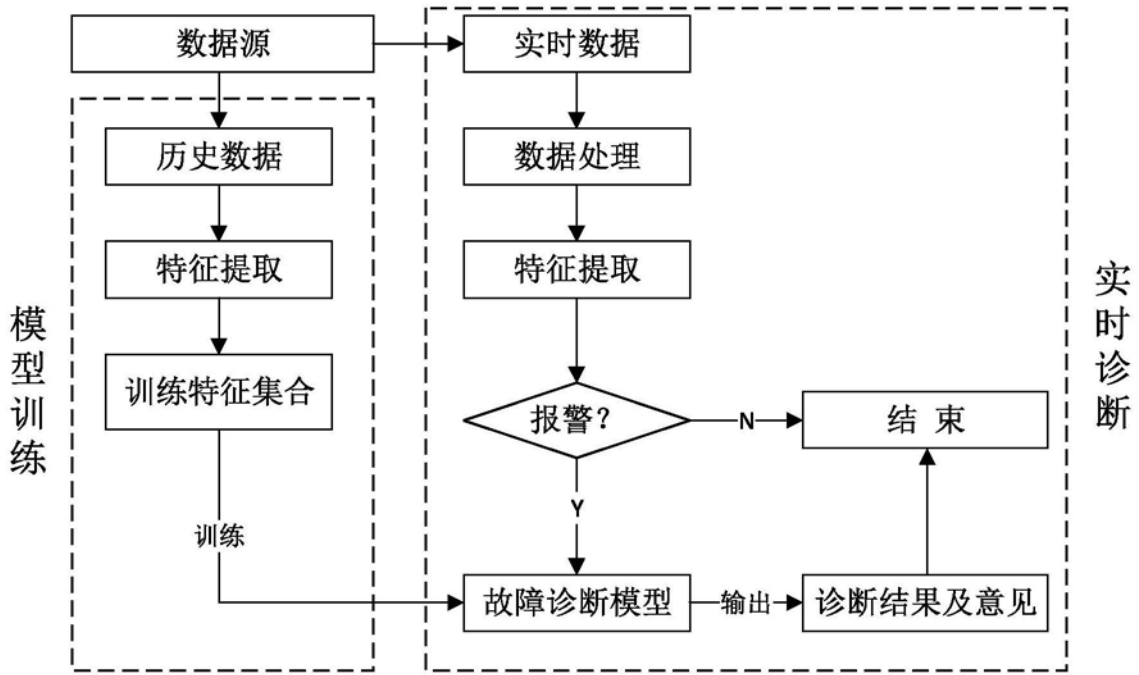 数据源
历史数据
特征提取
训练特征集合
训练
模型训练
实时数据
数据处理
特征提取
报警?
N
结 束
Y
故障诊断模型
输出
诊断结果及意见
实时诊断